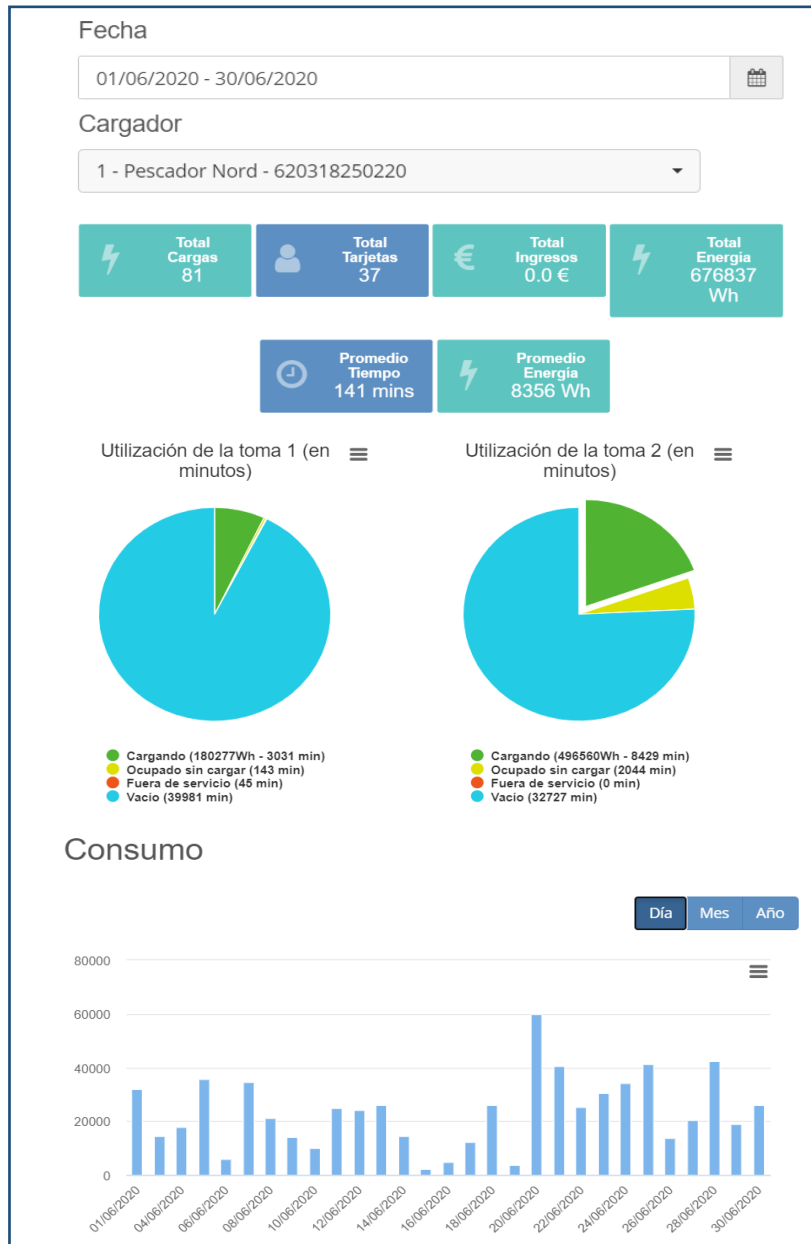 Fecha
01/06/2020 - 30/06/2020
Cargador
1 - Pescador Nord - 620318250220
Total
Cargas
81
Total
Tarjetas
37
Total
Ingresos
0.0 €
Total
Energía
676837
Wh
Promedio
Tiempo
141 mins
Promedio
Energía
8356 Wh
Utilización de la toma 1 (en
minutos)
Cargando (180277Wh - 3031 min)
Ocupado sin cargar (143 min)
Fuera de servicio (45 min)
Vacío (39981 min)
Utilización de la toma 2 (en
minutos)
Cargando (496560Wh - 8429 min)
Ocupado sin cargar (2044 min)
Fuera de servicio (0 min)
Vacío (32727 min)
Consumo
Día Mes Año
80000
60000
40000
20000
0
01/06/2020
04/06/2020
06/06/2020
08/06/2020
10/06/2020
12/06/2020
14/06/2020
16/06/2020
18/06/2020
20/06/2020
22/06/2020
24/06/2020
26/06/2020
28/06/2020
30/06/2020